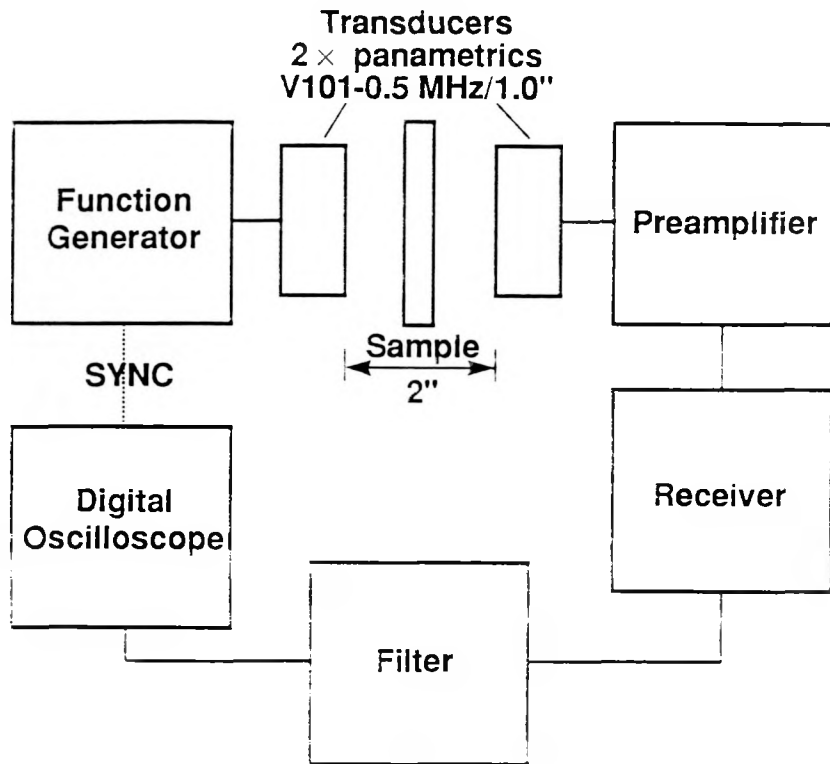 Transducers
2 × panametrics
V101-0.5 MHz/1.0"
Function
Generator
Preamplifier
Sample
2"
SYNC
Digital
Oscilloscope
Receiver
Filter